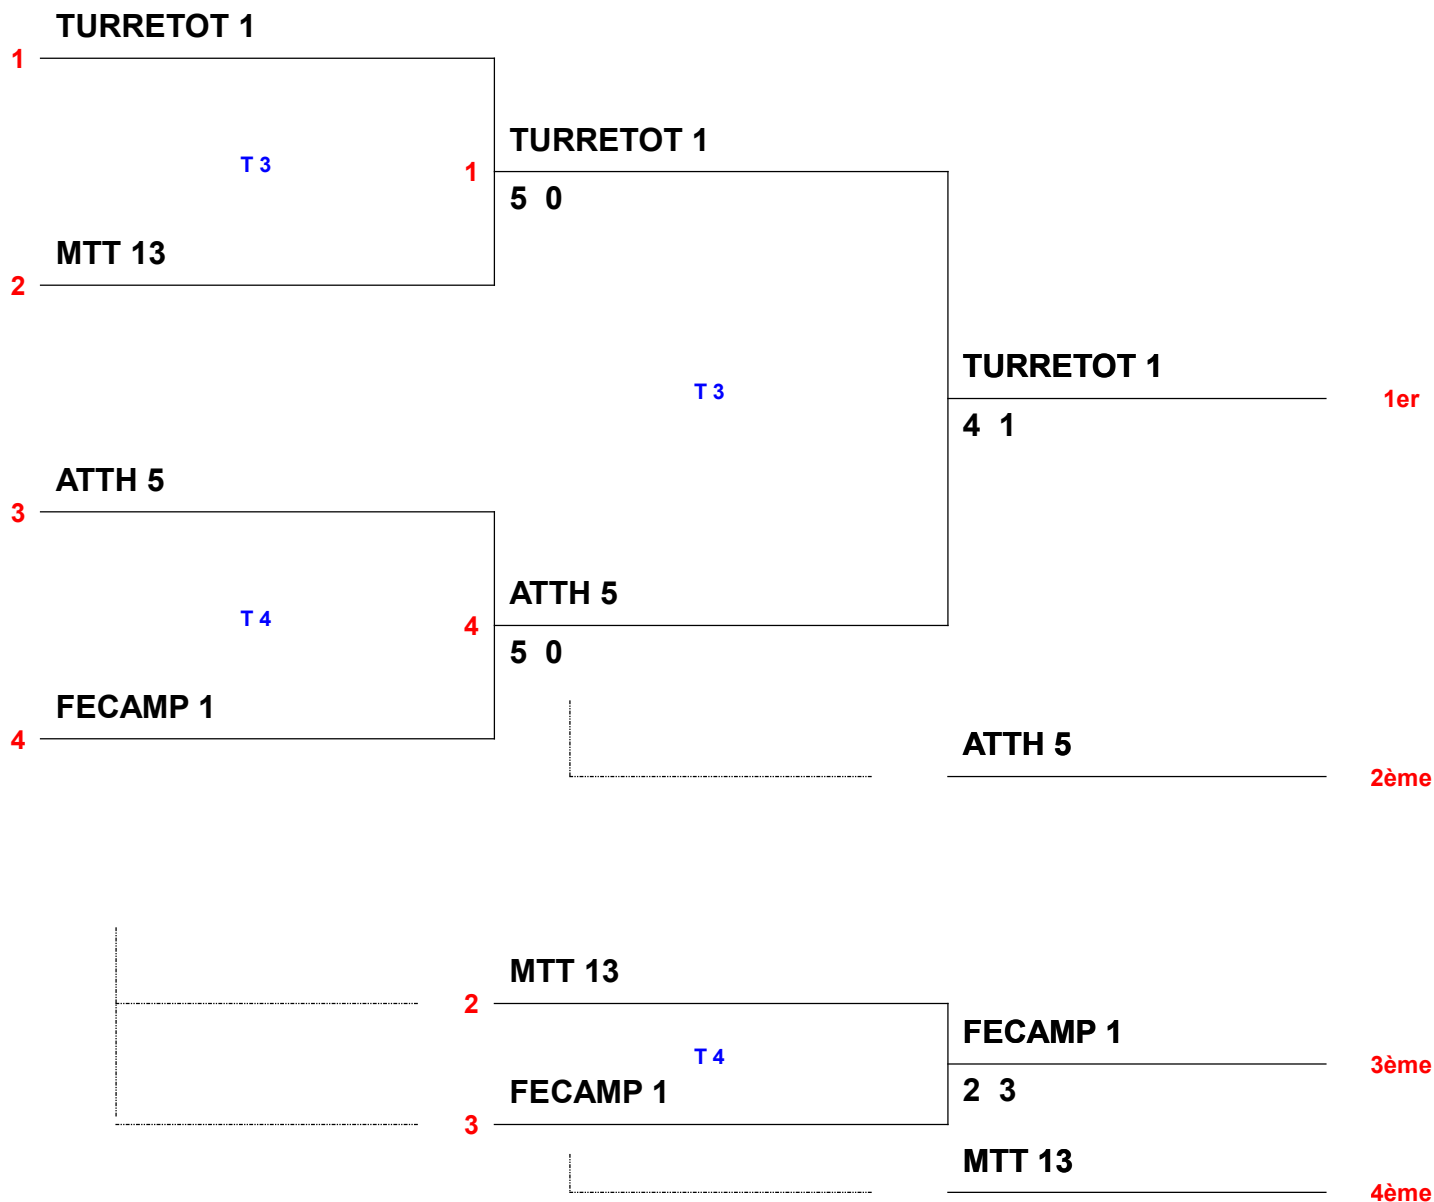 TURRETOT 1
1
T 3
TURRETOT 1
1
5 0
MTT 13
2
TURRETOT 1
T 3
1er
4 1
ATTH 5
3
ATTH 5
T 4
4
5 0
FECAMP 1
4
ATTH 5
2ème
MTT 13
2
FECAMP 1
T 4
3ème
2 3
FECAMP 1
3
MTT 13
4ème